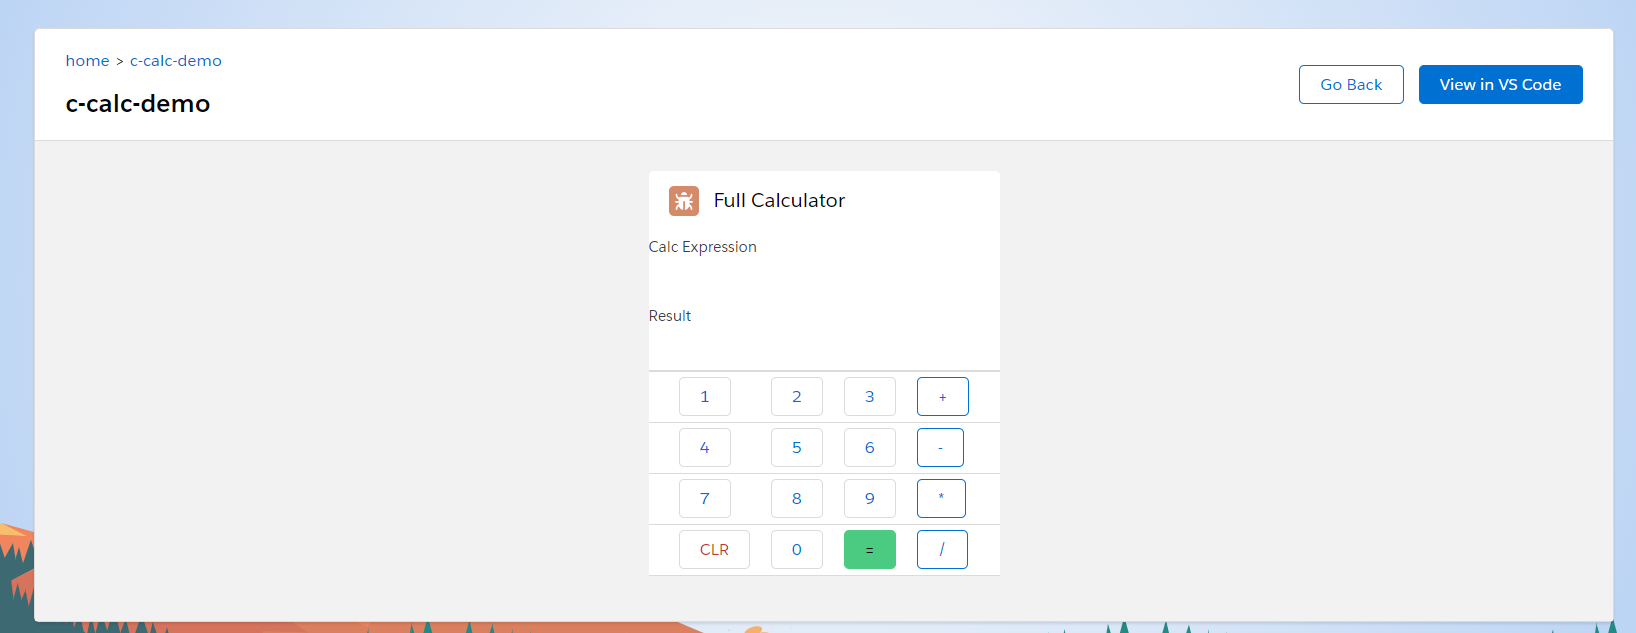 home > c-calc-demo
c-calc-demo
Go Back
View in VS Code
Full Calculator
Calc Expression
Result
1 2 3 +
4 5 6 -
7 8 9 *
CLR 0 = /